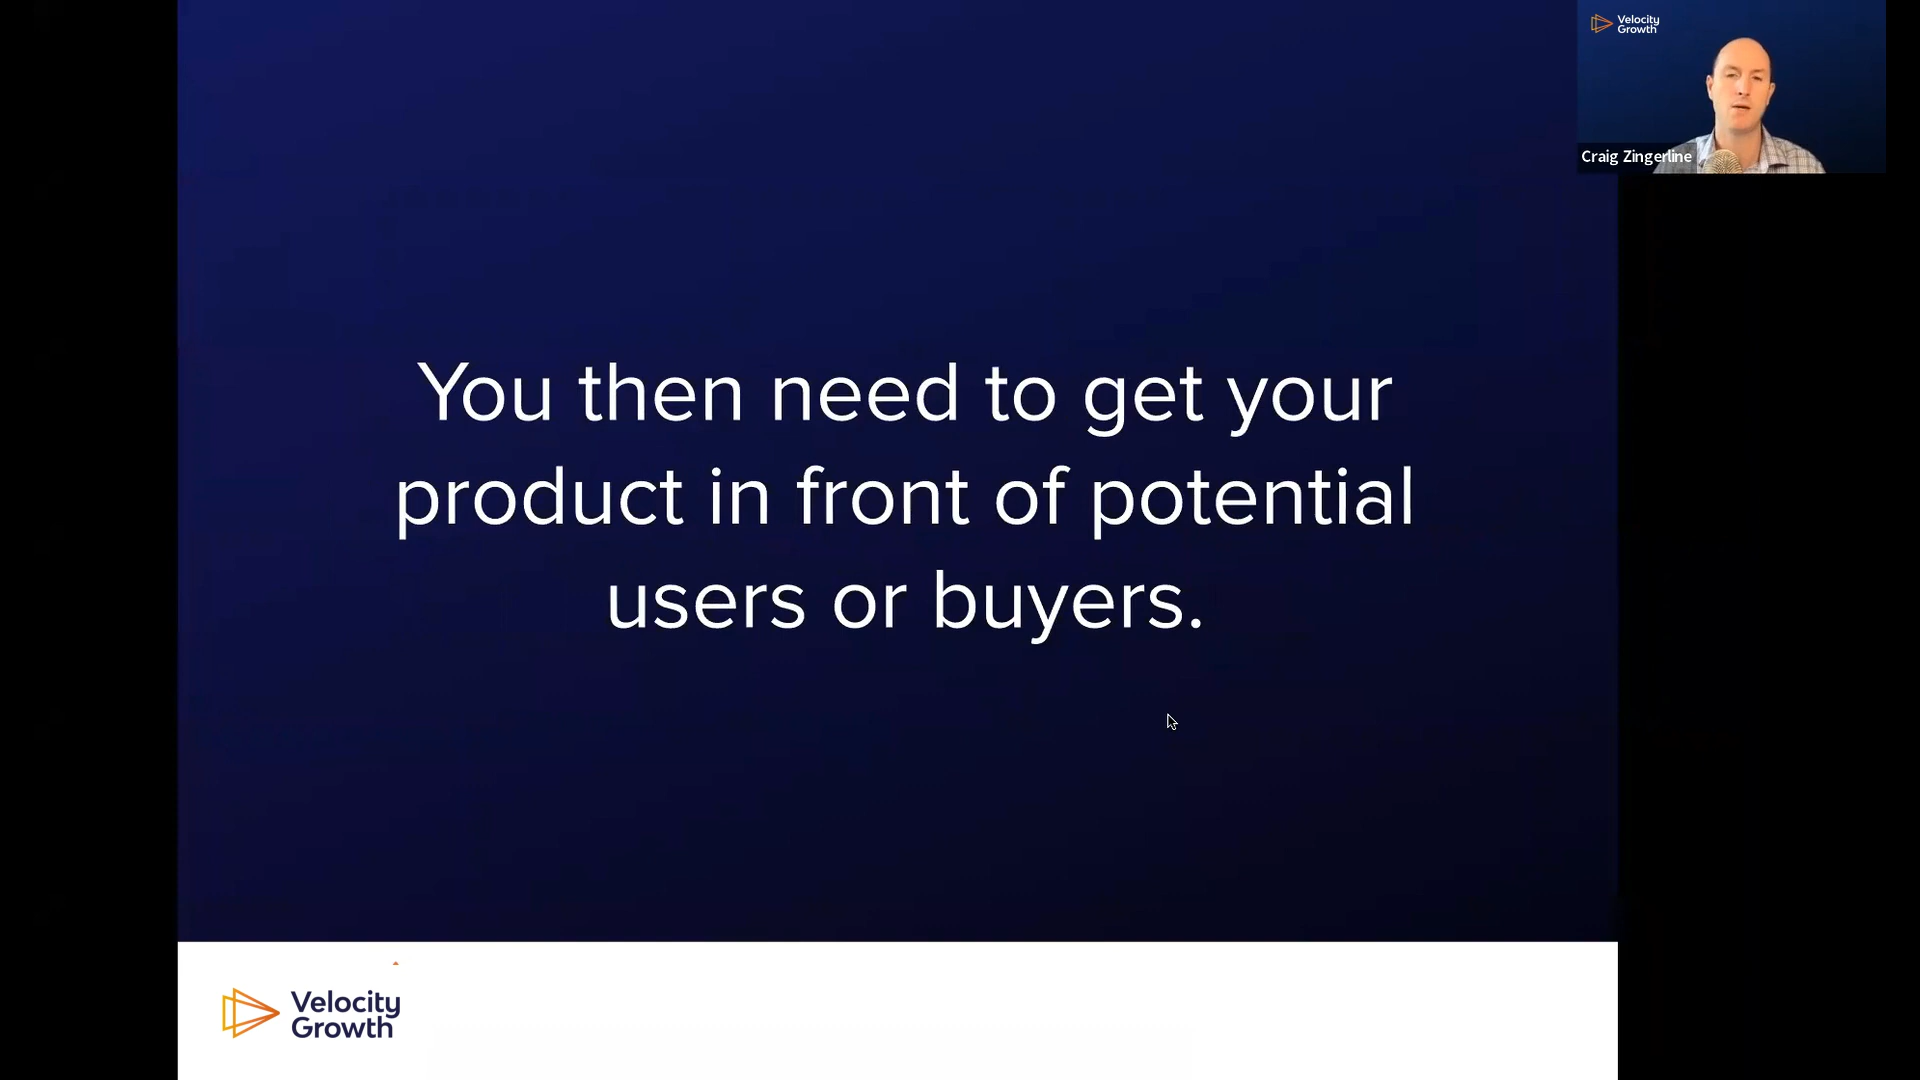 Velocity
Growth
Craig Zingerline
You then need to get your
product in front of potential
users or buyers.
Velocity
Growth